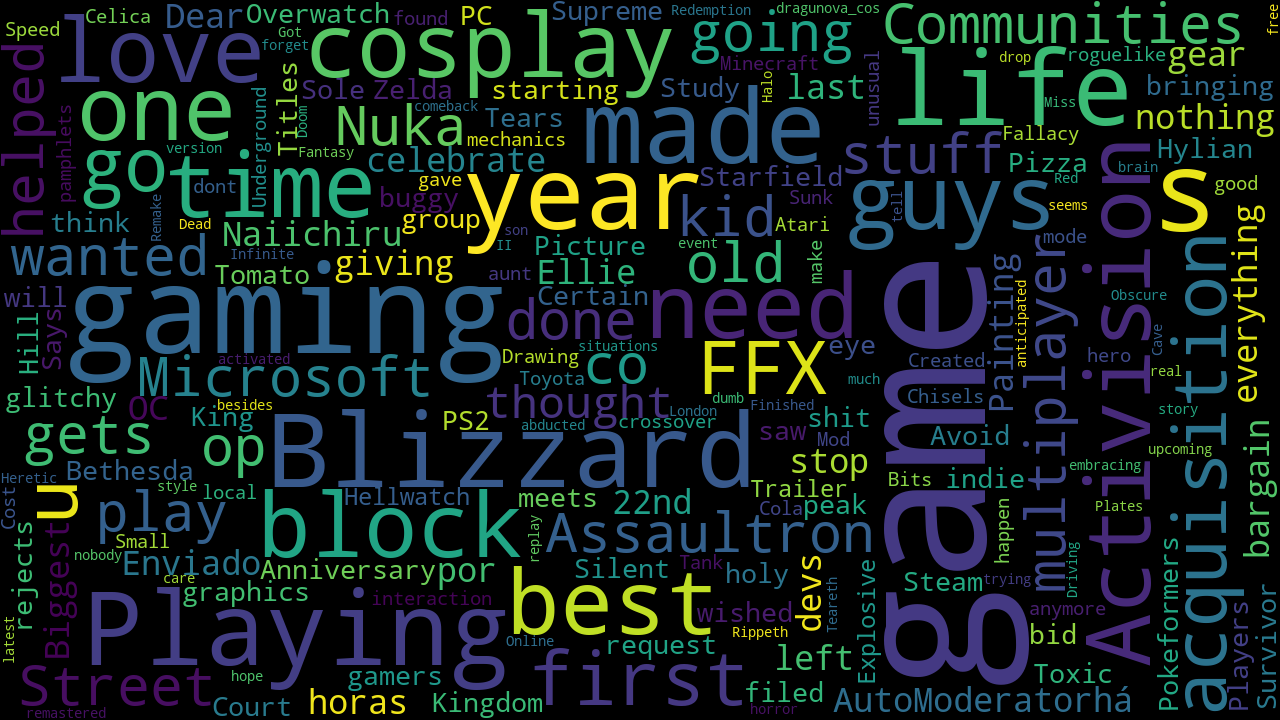 Speed
Celica
Dear
Overwatch
found
PC
Supreme
Redemption
dragunova_cos
Communities
free
love
forget
Got
cosplay
going
Minecraft
drop
roguelike
gear
helped
one
Titles
Sole
Zelda
starting
Study
Halo
last
unusual
life
Miss
bringing
pamphlets
Underground
Doom
Nuka
comeback
Tears
mechanics
made
stuff
Fallacy
nothing
version
Fantasy
got
time
celebrate
Starfield
Pizza
Hylian
think
Remake
dont
buggy
gave
year
kid
Sunk
guys
tell
Red
brain
s
good
Dead
Naiichiru
group
son
II
Picture
event
Atari
make
seems
mode
wanted
Infinite
Tomato
giving
aunt
Ellie
old
Certain
will
gaming
done
need
game
Painting
anticipated
multiplayer
Activision
Obscure
acquisition
everything
Hill
Says
activated
Microsoft
Drawing
situations
Toyota
co
FFX
eye
Created
hero
Cave
real
much
glitchy
OC
besides
King
PS2
thought
London
dumb
Finished
Chisels
abducted
crossover
saw
Mod
shit
story
gets
op
Blizzard
stop
Avoid
upcoming
bargain
Heretic
Bethesda
style
local
Hellwatch
meets
22nd
Trailer
Bits
indie
embracing
Cost
u
play
block
replay
Assaultron
Cola
peak
Plates
rejects
Biggest
Small
nobody
Enviado
Anniversary
por
Silent
Tank
holy
devs
happen
Driving
care
graphics
interaction
best
wished
Teareth
Explosive
Steam
trying
Pokeformers
Playing
Online
request
Rippeth
anymore
bid
latest
Street
hope
gamers
first
left
Toxic
Players
Survivor
remastered
Court
horas
Kingdom
filed
horror
AutoModerator
há